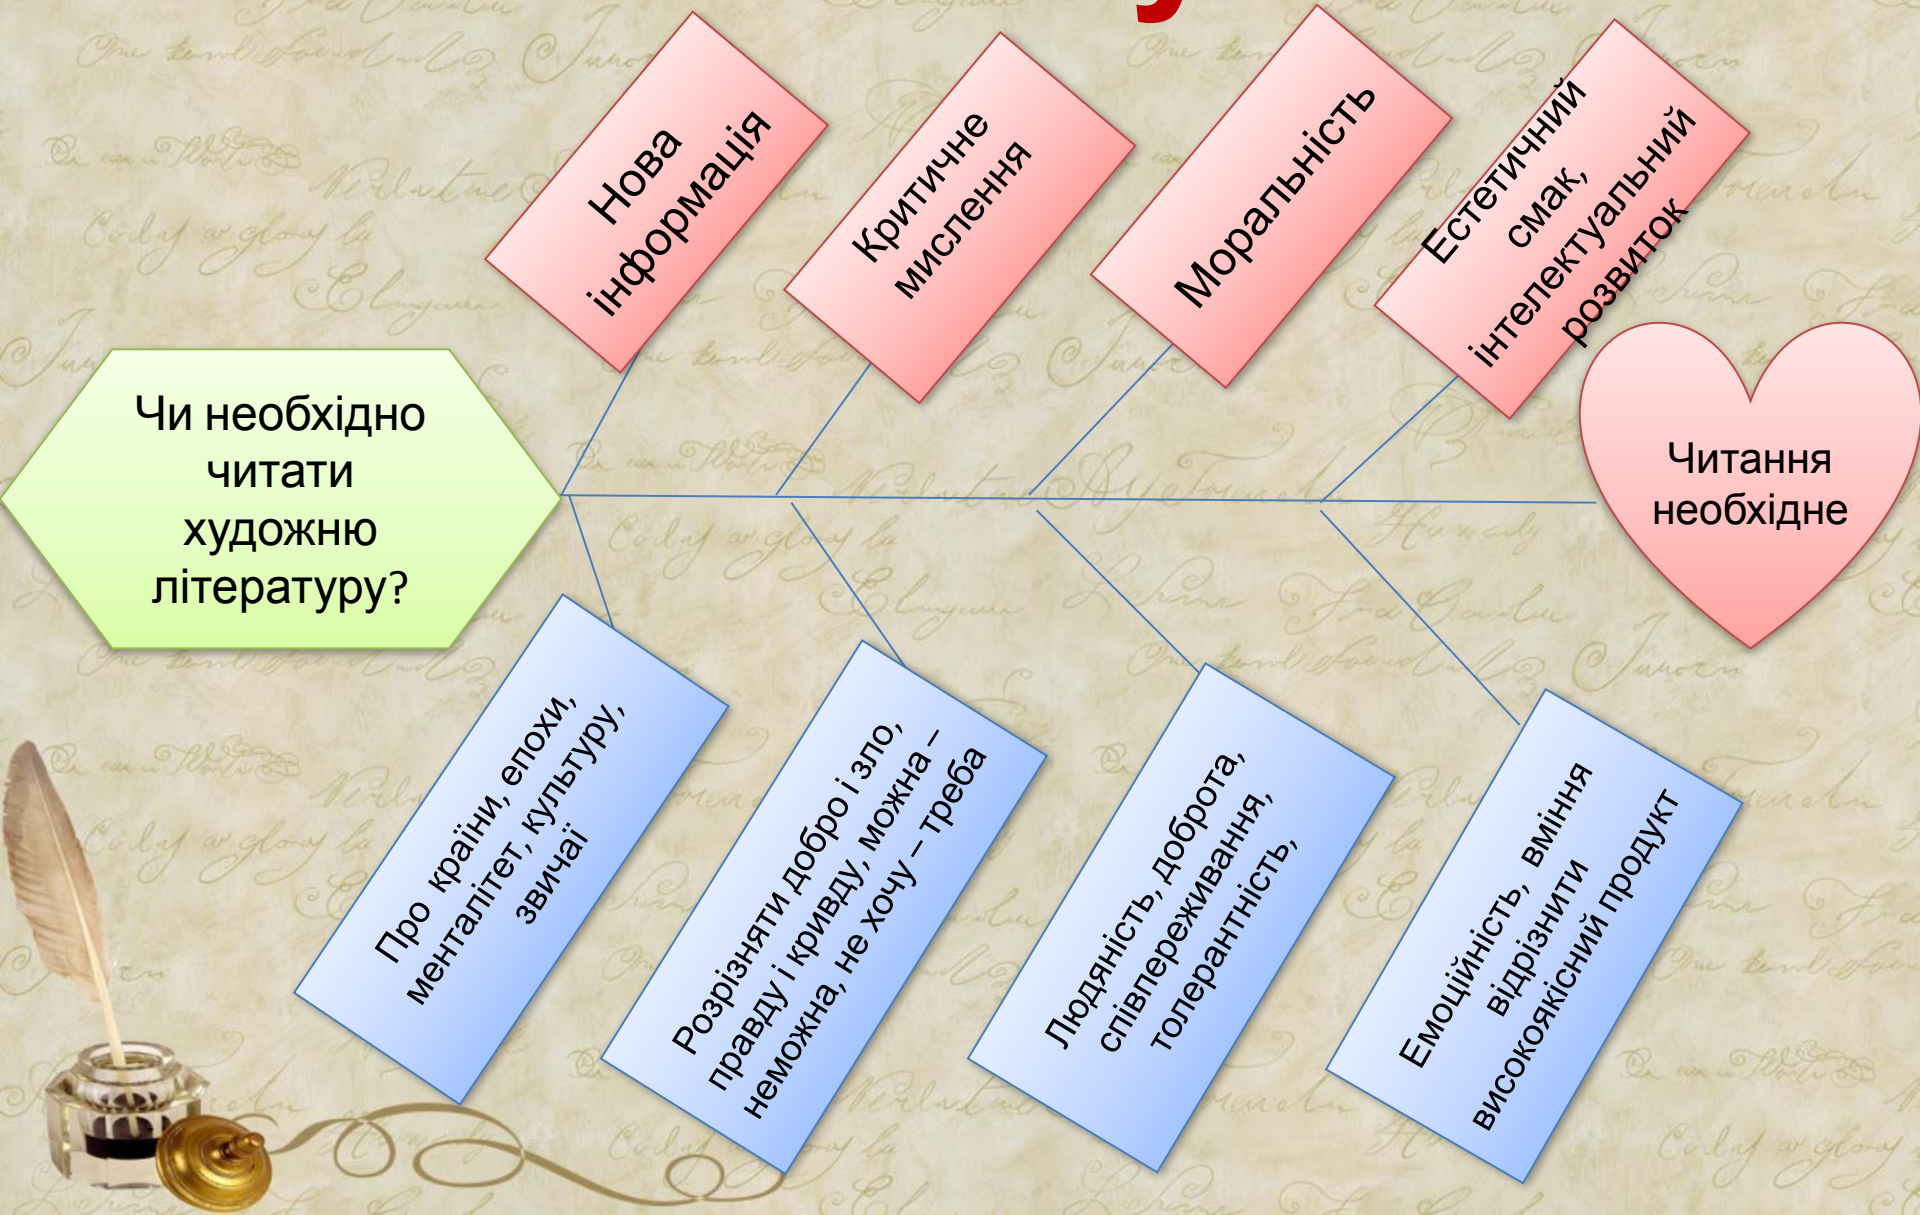 Нова
інформація
Критичне
мислення
Моральність
Естетичний
смак,
інтелектуальний
розвиток
Чи необхідно
читати
художню
літературу?
Читання
необхідне
Про країни, епохи,
менталітет, культуру,
звичаї
Розрізняти добро і зло,
правду і кривду, можна –
неможна, не хочу – треба
Людяність, доброта,
співпереживання,
толерантність,
Емоційність, вміння
відрізнити
високоякісний продукт